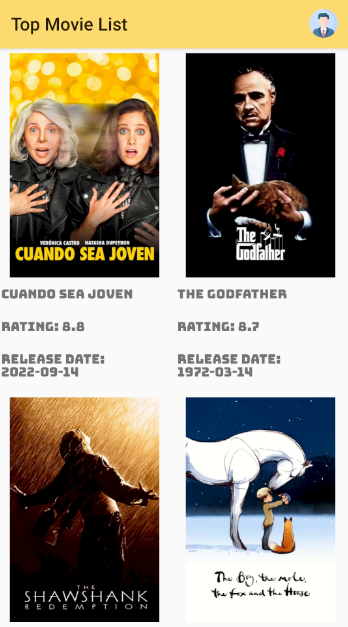 Top Movie List
VERÓNICA CASTRO NATASHA DUPEYRÓN
CUANDO SEA JOVEN
The
Godfather
CUANDO SEA JOVEN
THE GODFATHER
RATING: 8.8
RATING: 8.7
RELEASE DATE:
2022-09-14
RELEASE DATE:
1972-03-14
THE
SHAWSHANK
REDEMPTION
The Boy, the mole,
the fox and the Horse